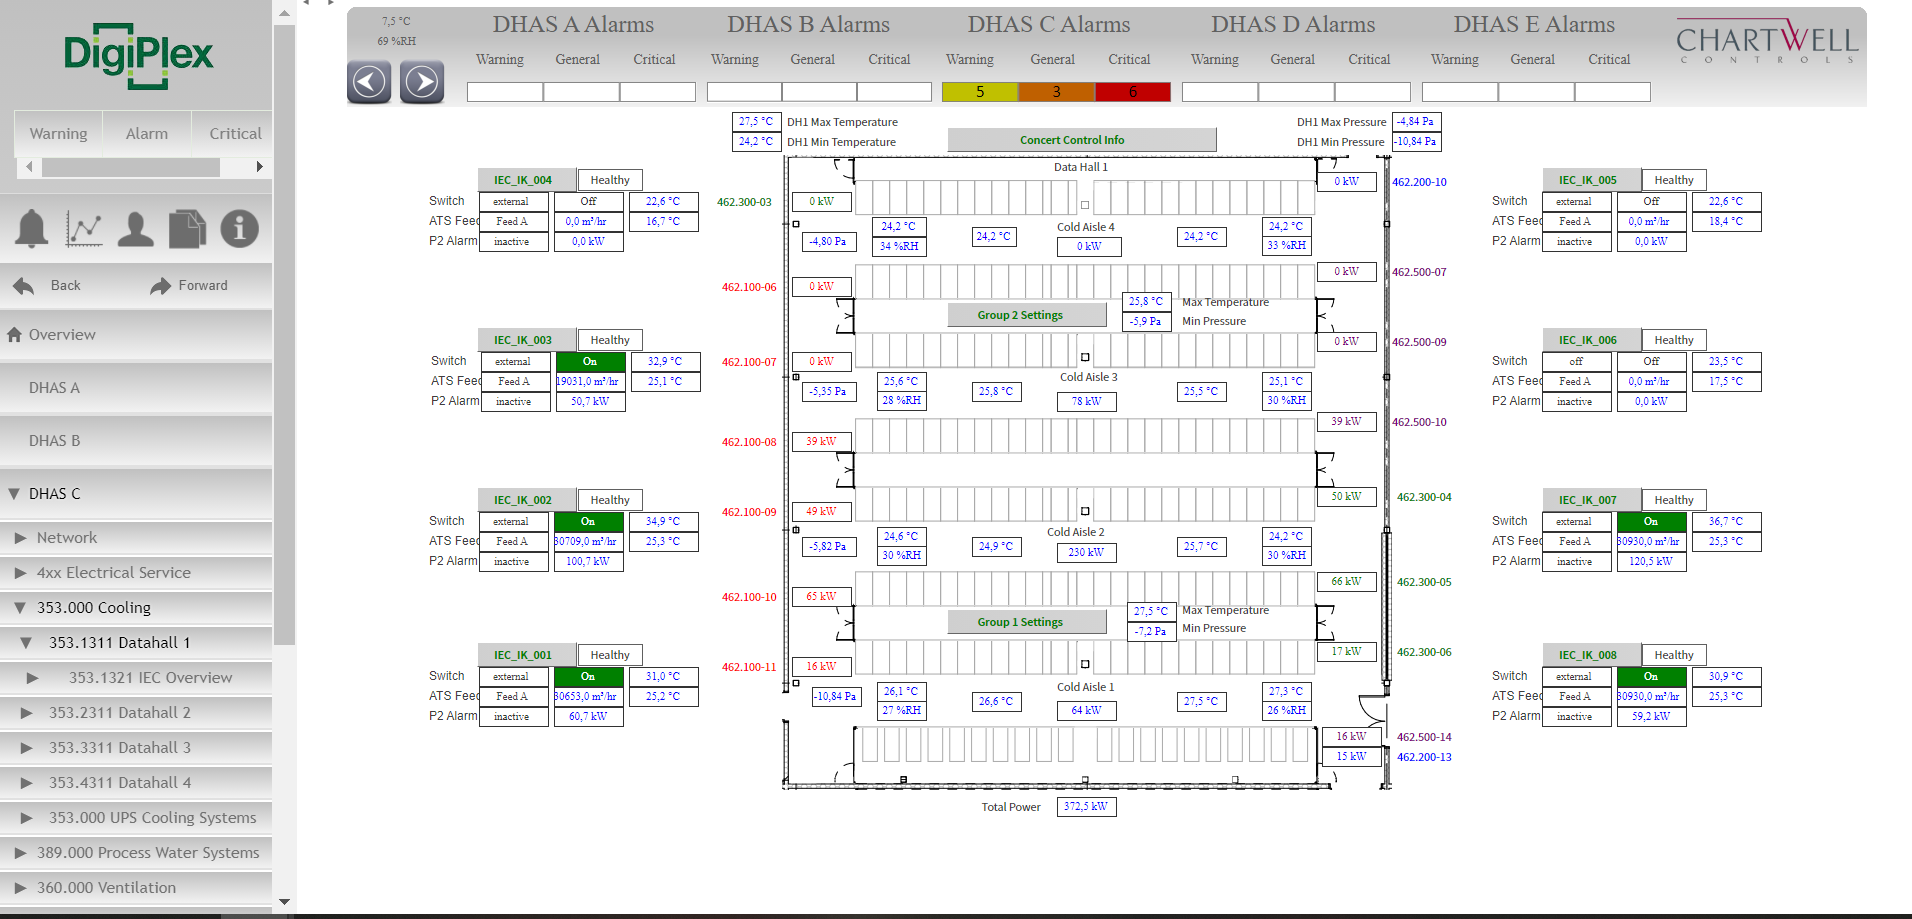 DigiPlex
Warning Alarm Critical
Back Forward
Overview
DHAS A
DHAS B
DHAS C
Network
4xx Electrical Service
353.000 Cooling
353.1311 Datahall 1
353.1321 IEC Overview
353.2311 Datahall 2
353.3311 Datahall 3
353.4311 Datahall 4
353.000 UPS Cooling Systems
389.000 Process Water Systems
360.000 Ventilation
7,5 °C
69 %RH
DHAS A Alarms DHAS B Alarms DHAS C Alarms DHAS D Alarms DHAS E Alarms
Warning General Critical Warning General Critical Warning General Critical Warning General Critical Warning General Critical
5 3 6
CHARTWELL
CONTROLS
27,5 °C DH1 Max Temperature
24,2 °C DH1 Min Temperature
Concert Control Info
DH1 Max Pressure -4,84 Pa
DH1 Min Pressure -10,84 Pa
IEC_IK_004 Healthy
Switch external Off 22,6 °C
ATS Feed Feed A 0,0 m³/hr 16,7 °C
P2 Alarm inactive 0,0 kW
IEC_IK_003 Healthy
Switch external On 32,9 °C
ATS Feed Feed A 19031,0 m³/hr 25,1 °C
P2 Alarm inactive 50,7 kW
IEC_IK_002 Healthy
Switch external On 34,9 °C
ATS Feed Feed A 30709,0 m³/hr 25,3 °C
P2 Alarm inactive 100,7 kW
IEC_IK_001 Healthy
Switch external On 31,0 °C
ATS Feed Feed A 30653,0 m³/hr 25,2 °C
P2 Alarm inactive 60,7 kW
Data Hall 1
0 kW 462.200-10
462.300-03 0 kW
-4,80 Pa 24,2 °C 34 %RH 24,2 °C Cold Aisle 4 0 kW 24,2 °C 24,2 °C 33 %RH
0 kW 462.500-07
462.100-06 0 kW
Group 2 Settings
25,8 °C Max Temperature
-5,9 Pa Min Pressure
0 kW 462.500-09
462.100-07 0 kW
-5,35 Pa 25,6 °C 28 %RH 25,8 °C Cold Aisle 3 78 kW 25,5 °C 25,1 °C 30 %RH
39 kW 462.500-10
462.100-08 39 kW
50 kW 462.300-04
462.100-09 49 kW
-5,82 Pa 24,6 °C 30 %RH 24,9 °C Cold Aisle 2 230 kW 25,7 °C 24,2 °C 30 %RH
66 kW 462.300-05
462.100-10 65 kW
Group 1 Settings
27,5 °C Max Temperature
-7,2 Pa Min Pressure
17 kW 462.300-06
462.100-11 16 kW
-10,84 Pa 26,1 °C 27 %RH 26,6 °C Cold Aisle 1 64 kW 27,5 °C 27,3 °C 26 %RH
16 kW 462.500-14
15 kW 462.200-13
Total Power 372,5 kW
IEC_IK_005 Healthy
Switch external Off 22,6 °C
ATS Feed Feed A 0,0 m³/hr 18,4 °C
P2 Alarm inactive 0,0 kW
IEC_IK_006 Healthy
Switch off Off 23,5 °C
ATS Feed Feed A 0,0 m³/hr 17,5 °C
P2 Alarm inactive 0,0 kW
IEC_IK_007 Healthy
Switch external On 36,7 °C
ATS Feed Feed A 30930,0 m³/hr 25,3 °C
P2 Alarm inactive 120,5 kW
IEC_IK_008 Healthy
Switch external On 30,9 °C
ATS Feed Feed A 30930,0 m³/hr 25,3 °C
P2 Alarm inactive 59,2 kW